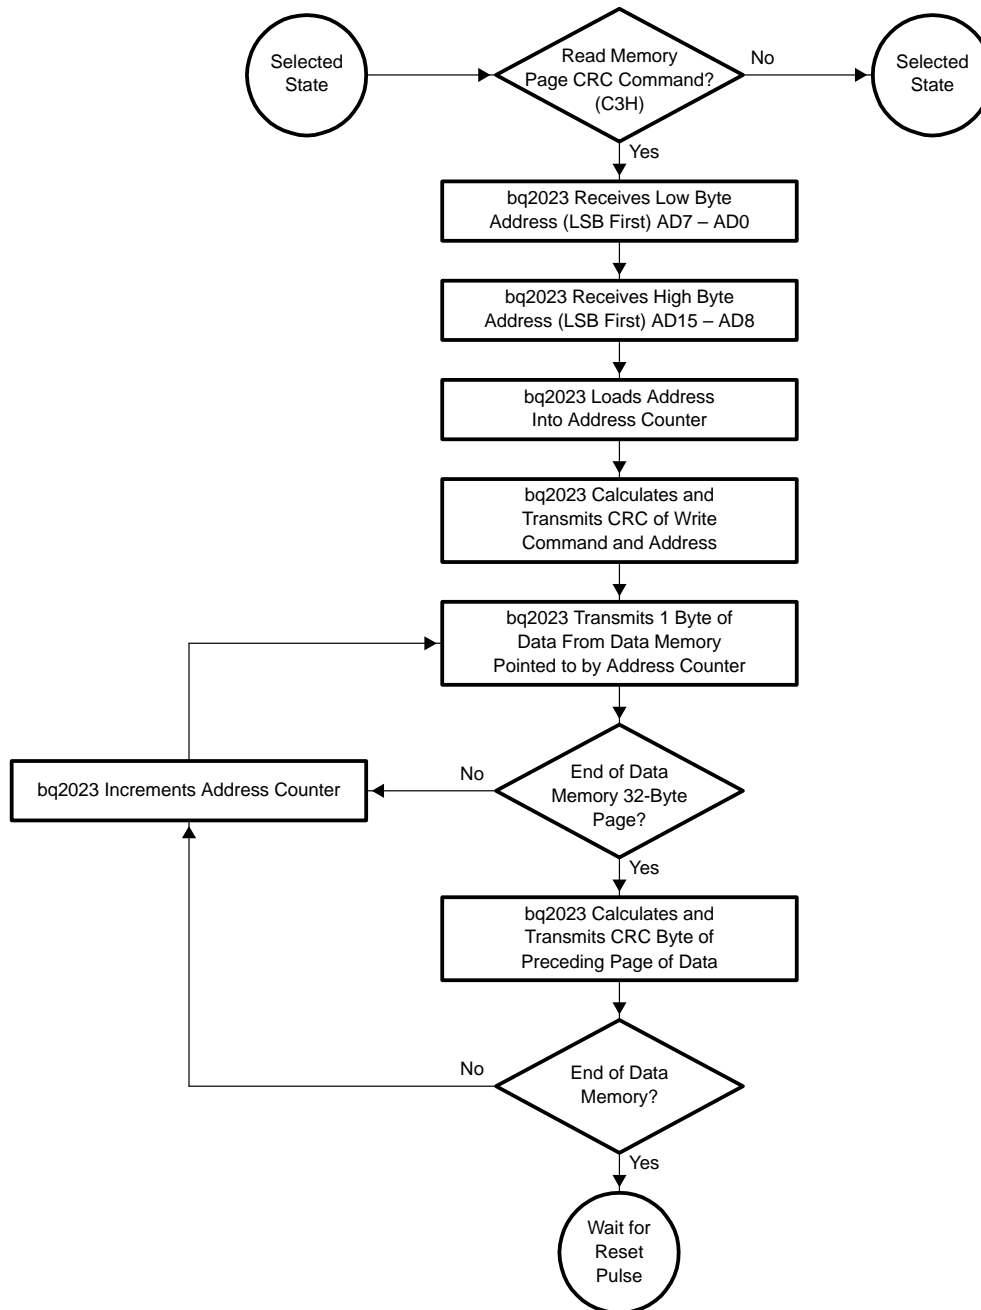 Selected
State
Read Memory
Page CRC Command?
(C3H)
No
Selected
State
Yes
bq2023 Receives Low Byte
Address (LSB First) AD7 – AD0
bq2023 Receives High Byte
Address (LSB First) AD15 – AD8
bq2023 Loads Address
Into Address Counter
bq2023 Calculates and
Transmits CRC of Write
Command and Address
bq2023 Transmits 1 Byte of
Data From Data Memory
Pointed to by Address Counter
bq2023 Increments Address Counter
No
End of Data
Memory 32-Byte
Page?
Yes
bq2023 Calculates and
Transmits CRC Byte of
Preceding Page of Data
No
End of Data
Memory?
Yes
Wait for
Reset
Pulse